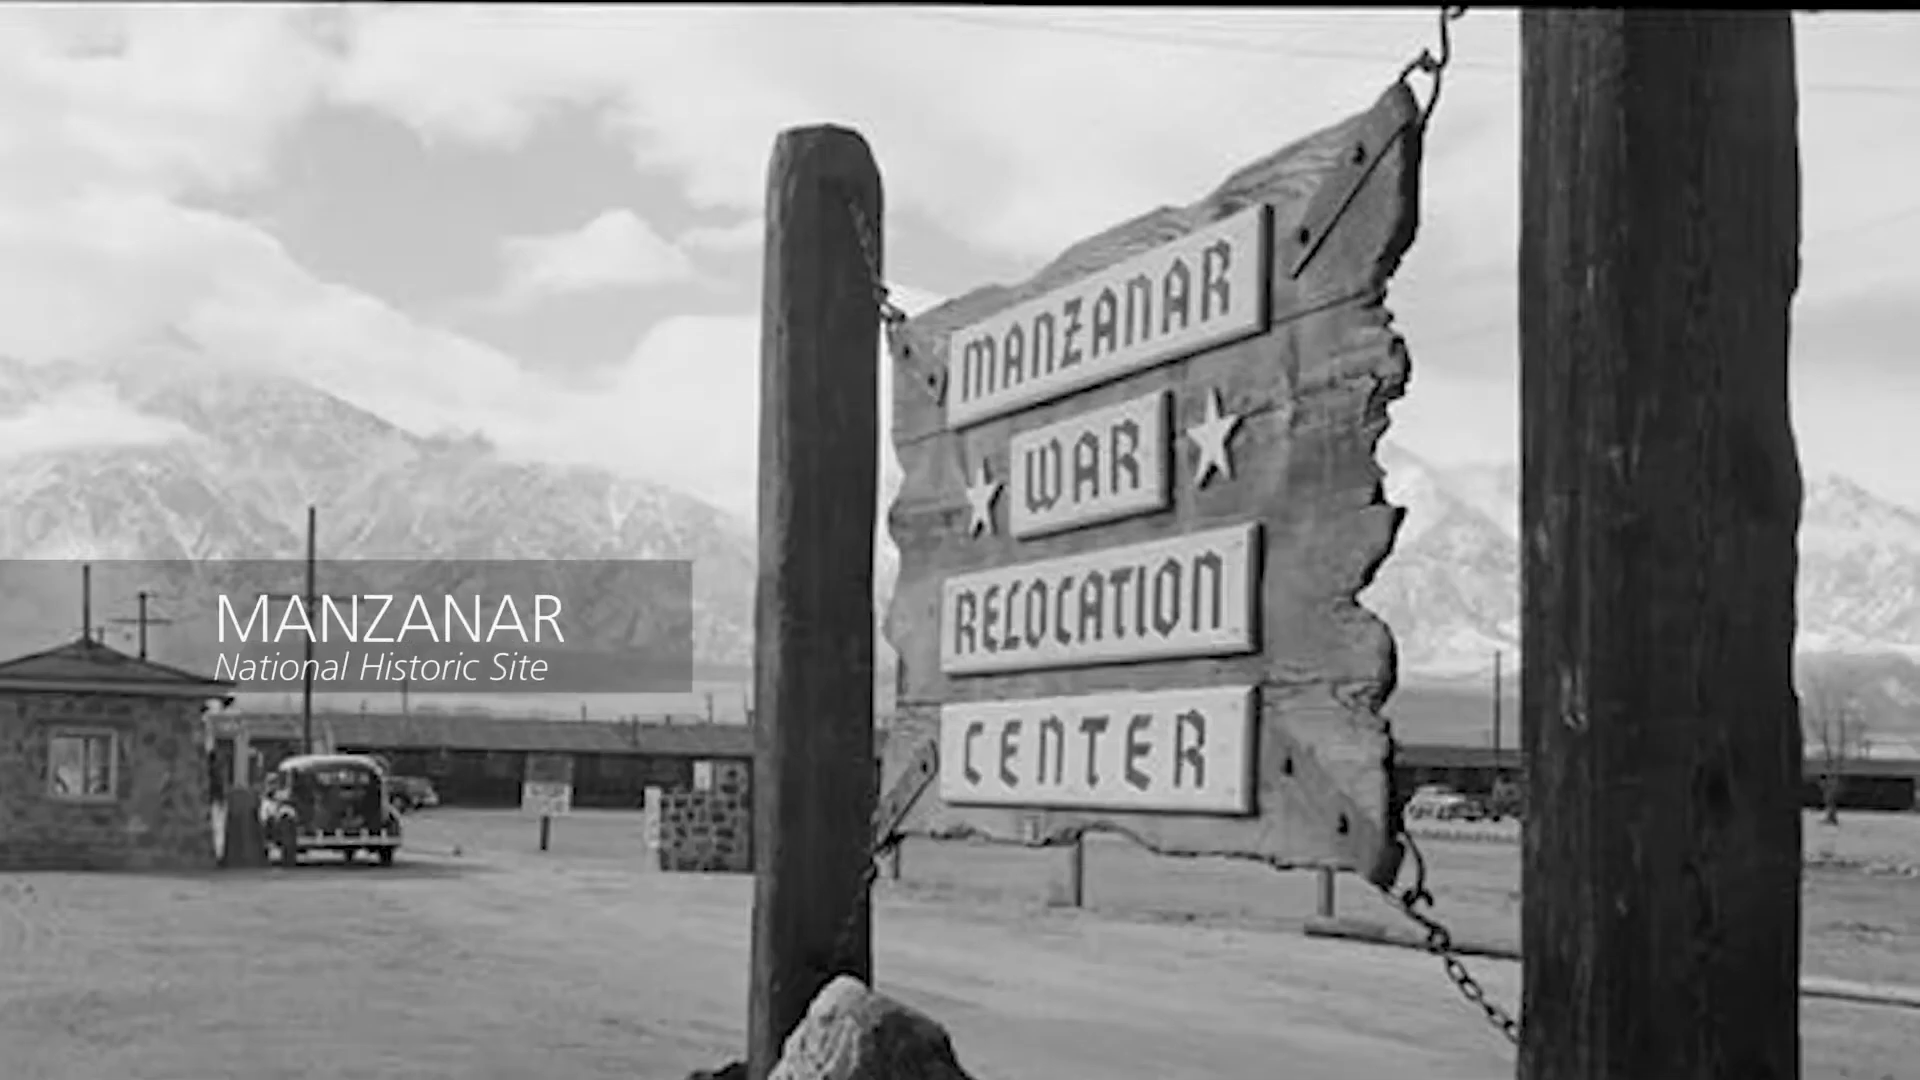 MANZANAR
WAR
RELOCATION
CENTER
MANZANAR
National Historic Site